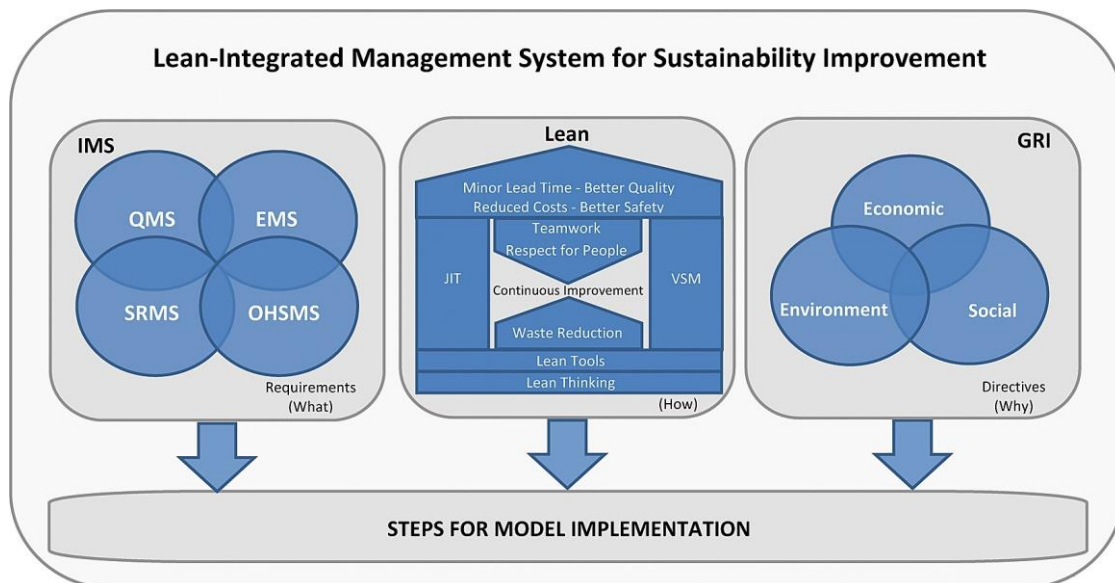 Lean-Integrated Management System for Sustainability Improvement
IMS
QMS
EMS
SRMS
OHSMS
Requirements
(What)
Lean
Minor Lead Time - Better Quality
Reduced Costs - Better Safety
Teamwork
Respect for People
JIT
VSM
Continuous Improvement
Waste Reduction
Lean Tools
Lean Thinking
(How)
GRI
Economic
Environment
Social
Directives
(Why)
STEPS FOR MODEL IMPLEMENTATION